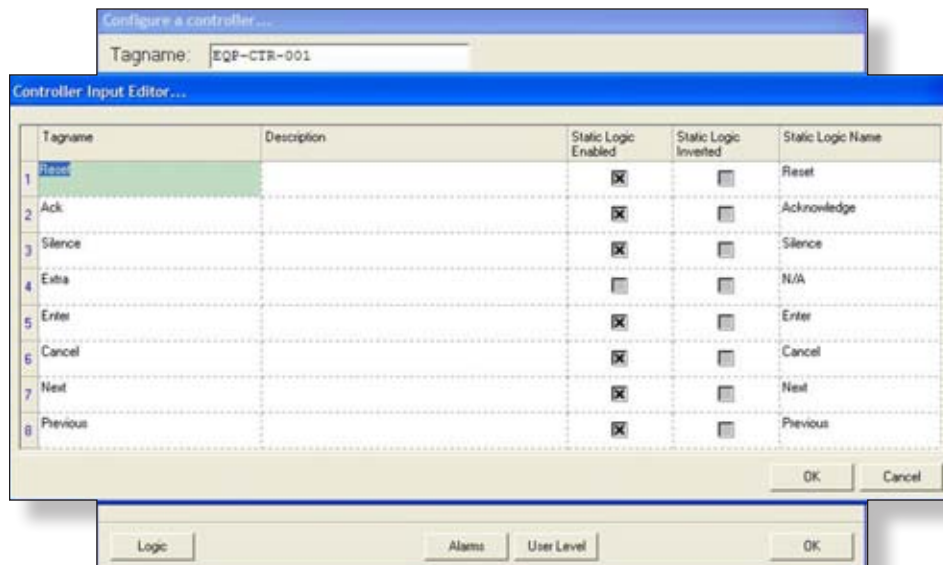 Configure a controller...
Tagname: EQP-CTR-001
Controller Input Editor...
Tagname Description Static Logic Enabled Static Logic Inverted Static Logic Name
1 Reset Reset
2 Ack Acknowledge
3 Silence Silence
4 Extra N/A
5 Enter Enter
6 Cancel Cancel
7 Next Next
8 Previous Previous
OK Cancel
Logic Alarms User Level OK